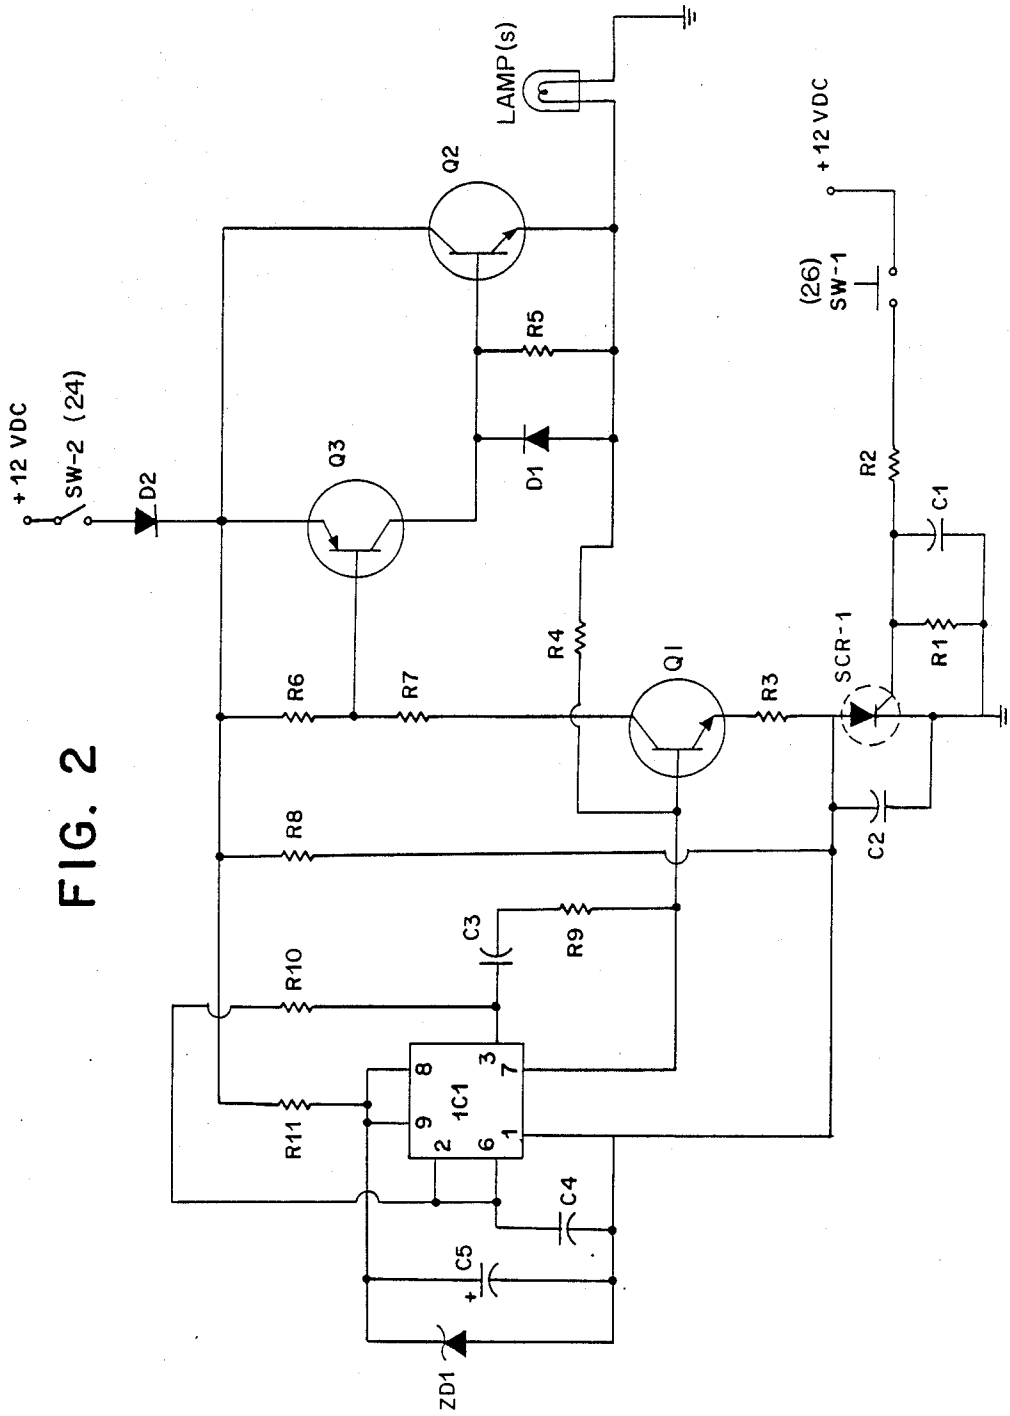 FIG. 2
+12 VDC
SW-2 (24)
D2
Q3
Q2
LAMP(s)
R5
D1
R4
R6
R7
Q1
R3
SCR-1
R1
C1
R2
(26)
SW-1
+12 VDC
R8
C2
C3
R9
R10
R11
1C1
8
9
3
7
2
6
1
C4
+
C5
ZD1